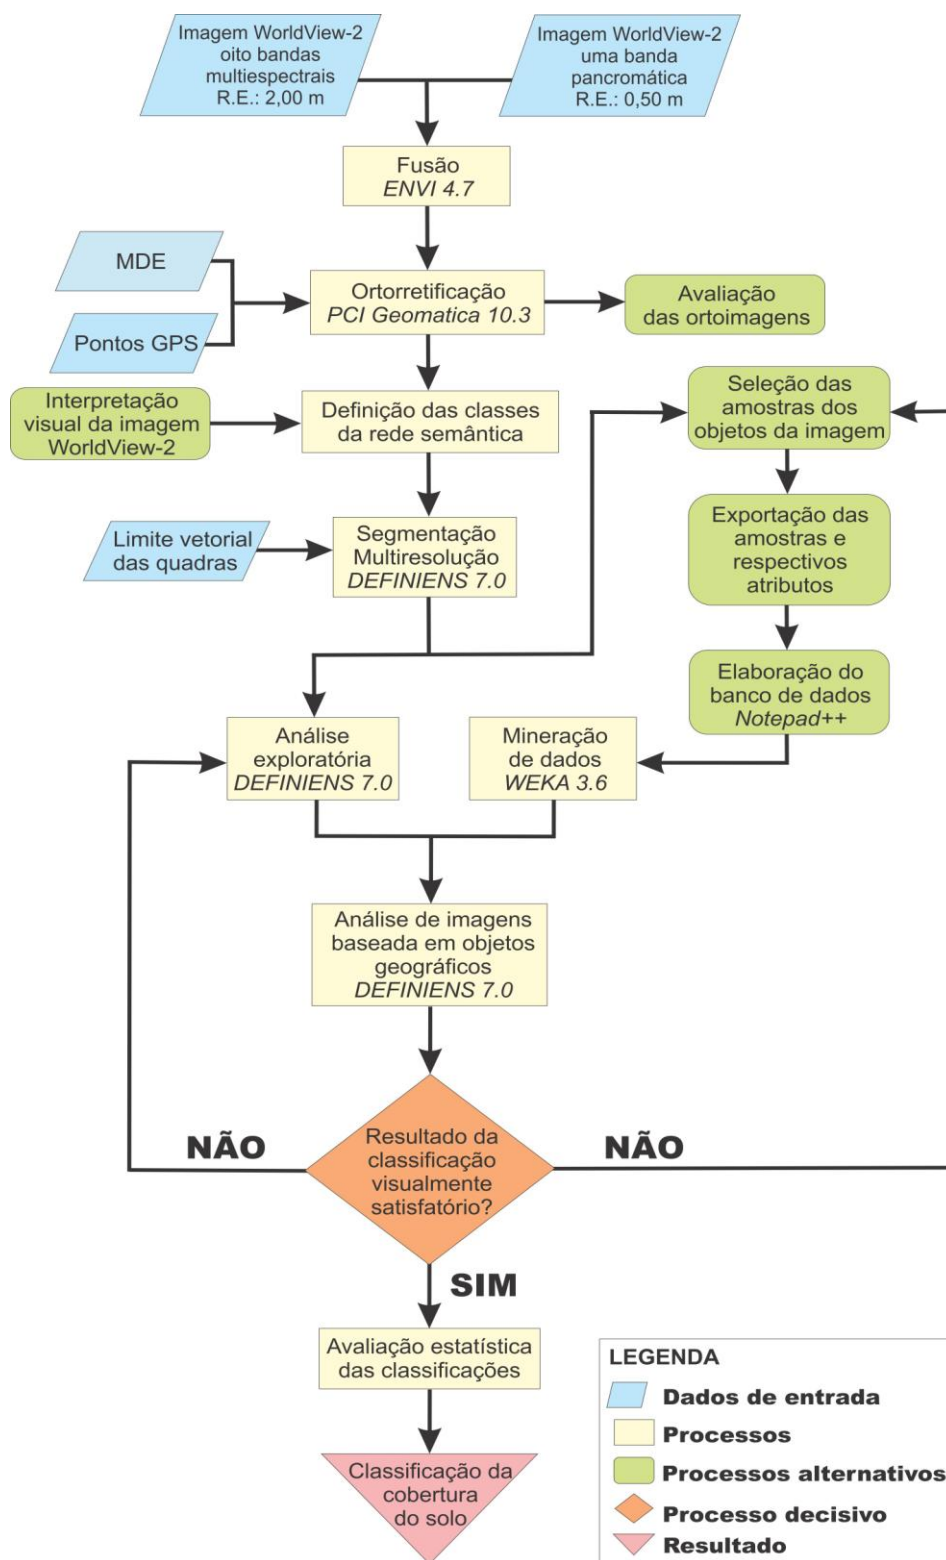 Imagem WorldView-2
oito bandas
multiespectrais
R.E.: 2,00 m
Imagem WorldView-2
uma banda
pancromática
R.E.: 0,50 m
Fusão
ENVI 4.7
MDE
Pontos GPS
Ortorretificação
PCI Geomatica 10.3
Avaliação
das ortoimagens
Interpretação
visual da imagem
WorldView-2
Definição das classes
da rede semântica
Seleção das
amostras dos
objetos da imagem
Limite vetorial
das quadras
Segmentação
Multiresolução
DEFINIENS 7.0
Exportação das
amostras e
respectivos
atributos
Elaboração do
banco de dados
Notepad++
Análise
exploratória
DEFINIENS 7.0
Mineração
de dados
WEKA 3.6
Análise de imagens
baseada em objetos
geográficos
DEFINIENS 7.0
NÃO
Resultado da
classificação
visualmente
satisfatório?
NÃO
SIM
Avaliação estatística
das classificações
Classificação da
cobertura
do solo
LEGENDA
Dados de entrada
Processos
Processos alternativos
Processo decisivo
Resultado